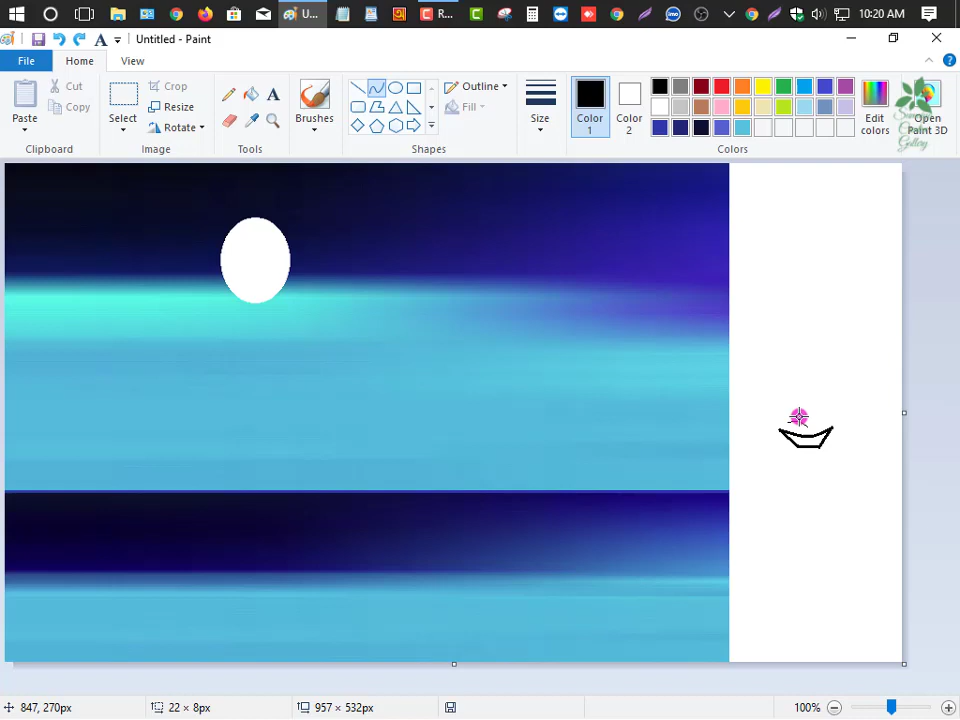 U...
R...
10:20 AM
Untitled - Paint
File
Home
View
Paste
Cut
Copy
Clipboard
Select
Crop
Resize
Rotate
Image
A
Tools
Brushes
Outline
Fill
Shapes
Size
Color 1
Color 2
Colors
Edit colors
Open Paint 3D
847, 270px
22 × 8px
957 × 532px
100%